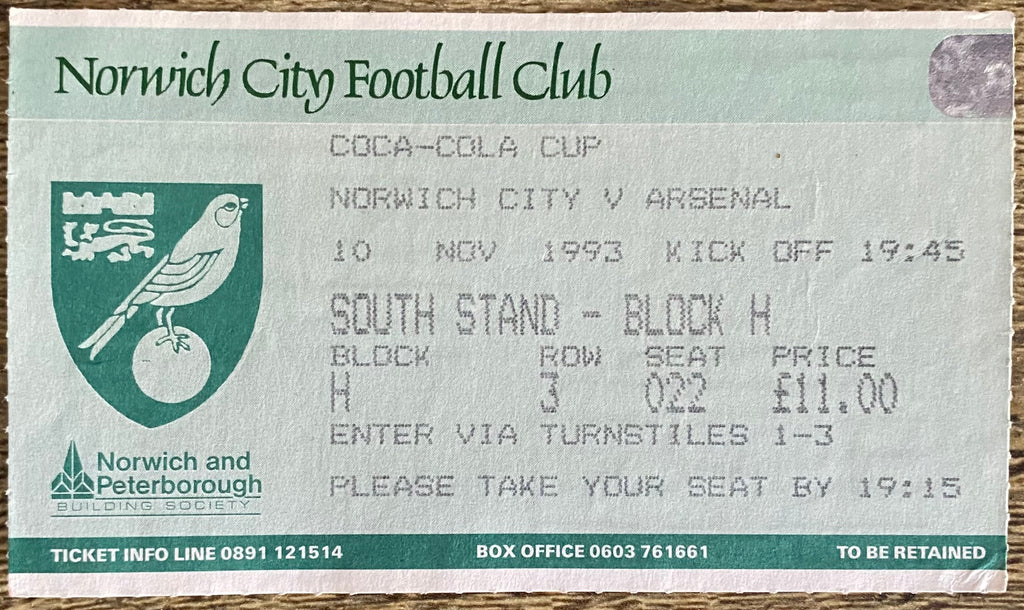 Norwich City Football Club
COCA-COLA CUP
NORWICH CITY V ARSENAL
10 NOV 1993 KICK OFF 19:45
SOUTH STAND - BLOCK H
BLOCK ROW SEAT PRICE
H 3 022 £11.00
ENTER VIA TURNSTILES 1-3
PLEASE TAKE YOUR SEAT BY 19:15
Norwich and
Peterborough
BUILDING SOCIETY
TICKET INFO LINE 0891 121514 BOX OFFICE 0603 761661 TO BE RETAINED